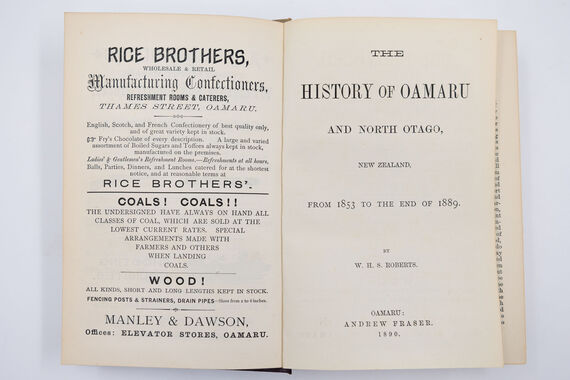 RICE BROTHERS,
WHOLESALE & RETAIL
Manufacturing Confectioners,
REFRESHMENT ROOMS & CATERERS,
THAMES STREET, OAMARU.
English, Scotch, and French Confectionery of best quality only,
and of great variety kept in stock.
☞ Fry's Chocolate of every description. A large and varied
assortment of Boiled Sugars and Toffees always kept in stock,
manufactured on the premises.
Ladies' & Gentlemen's Refreshment Rooms.—Refreshments at all hours,
Balls, Parties, Dinners, and Lunches catered for at the shortest
notice, and at reasonable terms at
RICE BROTHERS'.
COALS! COALS!!
THE UNDERSIGNED HAVE ALWAYS ON HAND ALL
CLASSES OF COAL, WHICH ARE SOLD AT THE
LOWEST CURRENT RATES. SPECIAL
ARRANGEMENTS MADE WITH
FARMERS AND OTHERS
WHEN LANDING
COALS.
WOOD!
ALL KINDS, SHORT AND LONG LENGTHS KEPT IN STOCK.
FENCING POSTS & STRAINERS, DRAIN PIPES—
MANLEY & DAWSON,
Offices: ELEVATOR STORES, OAMARU.
THE
HISTORY OF OAMARU
AND NORTH OTAGO,
NEW ZEALAND,
FROM 1853 TO THE END OF 1889.
BY
W. H. S. ROBERTS.
OAMARU:
ANDREW FRASER.
1890.